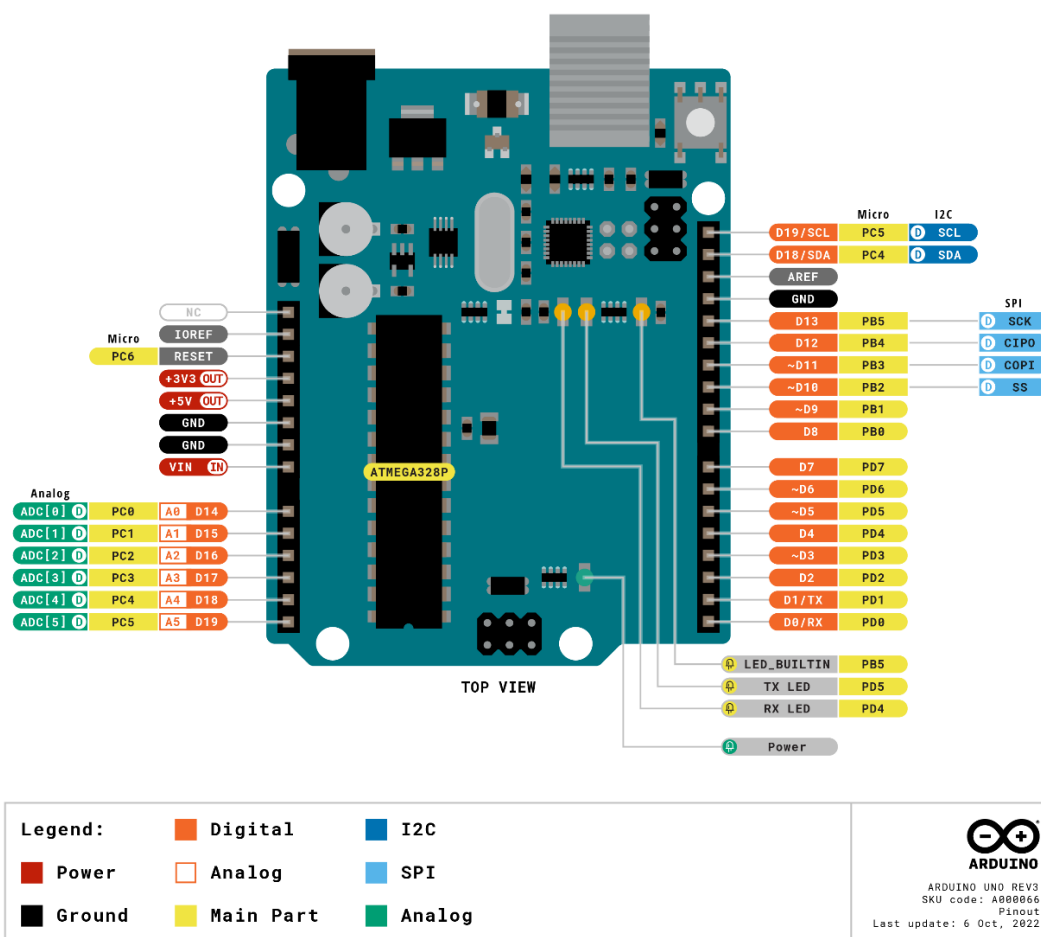 Micro I2C
D19/SCL PC5 D SCL
D18/SDA PC4 D SDA
AREF
GND
SPI
D13 PB5 D SCK
D12 PB4 D CIPO
~D11 PB3 D COPI
~D10 PB2 D SS
~D9 PB1
D8 PB0
D7 PD7
~D6 PD6
~D5 PD5
D4 PD4
~D3 PD3
D2 PD2
D1/TX PD1
D0/RX PD0
NC
IOREF
Micro
PC6 RESET
+3V3 OUT
+5V OUT
GND
GND
VIN IN
Analog
ADC[0] D PC0 A0 D14
ADC[1] D PC1 A1 D15
ADC[2] D PC2 A2 D16
ADC[3] D PC3 A3 D17
ADC[4] D PC4 A4 D18
ADC[5] D PC5 A5 D19
ATMEGA328P
LED_BUILTIN PB5
TX LED PD5
RX LED PD4
Power
TOP VIEW
Legend:
Digital
I2C
Power
Analog
SPI
Ground
Main Part
Analog
ARDUINO
ARDUINO UNO REV3
SKU code: A000066
Pinout
Last update: 6 Oct, 2022